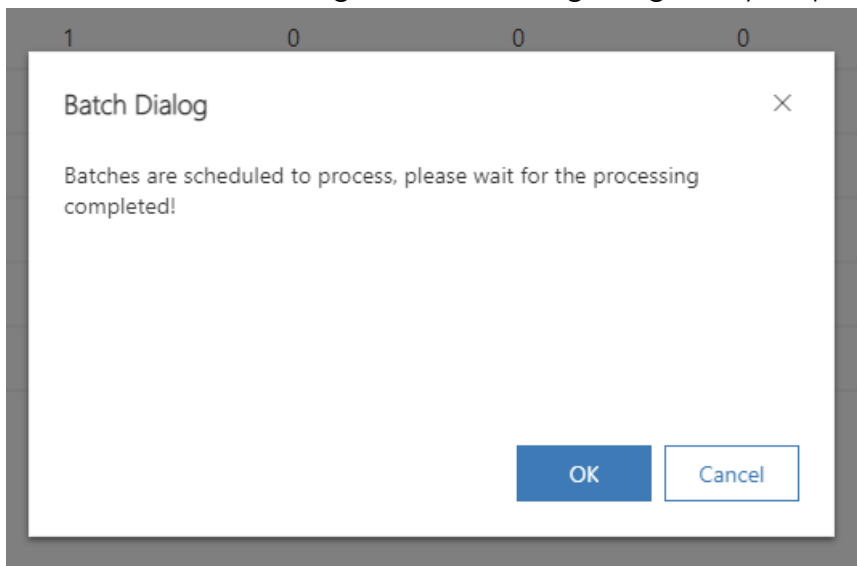 1 0 0 0
Batch Dialog
Batches are scheduled to process, please wait for the processing
completed!
OK Cancel